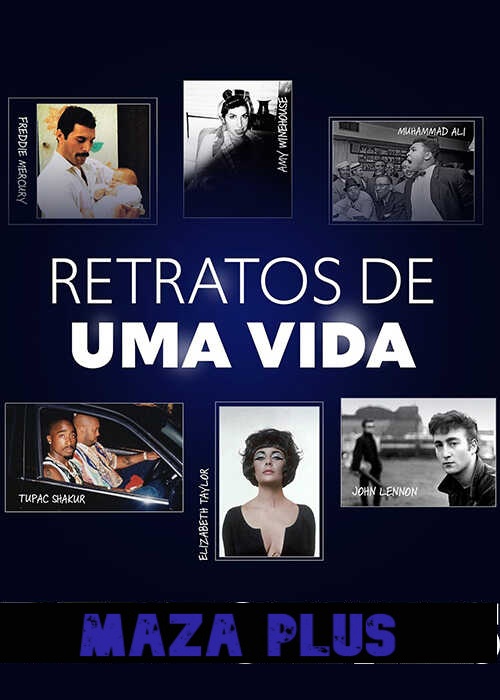 FREDDIE MERCURY
AMY WINEHOUSE
MUHAMMAD ALI
RETRATOS DE
UMA VIDA
TUPAC SHAKUR
ELIZABETH TAYLOR
JOHN LENNON
MAZA PLUS